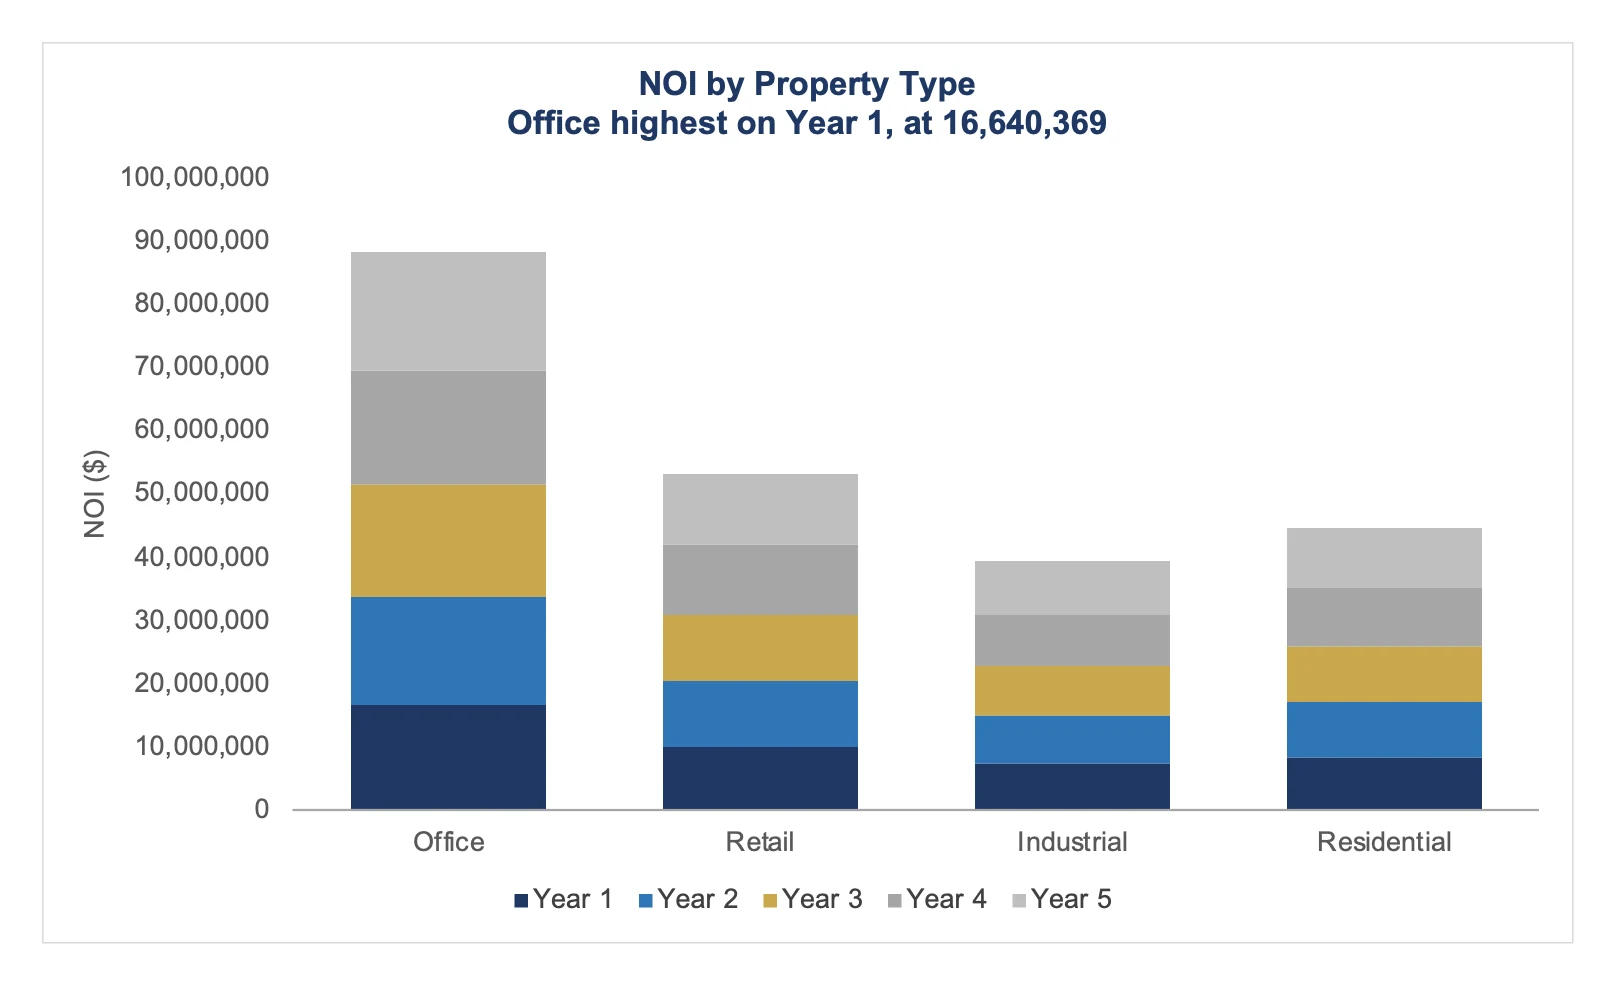 NOI by Property Type
Office highest on Year 1, at 16,640,369
100,000,000
90,000,000
80,000,000
70,000,000
60,000,000
50,000,000
40,000,000
30,000,000
20,000,000
10,000,000
0
NOI ($)
Office Retail Industrial Residential
Year 1 Year 2 Year 3 Year 4 Year 5